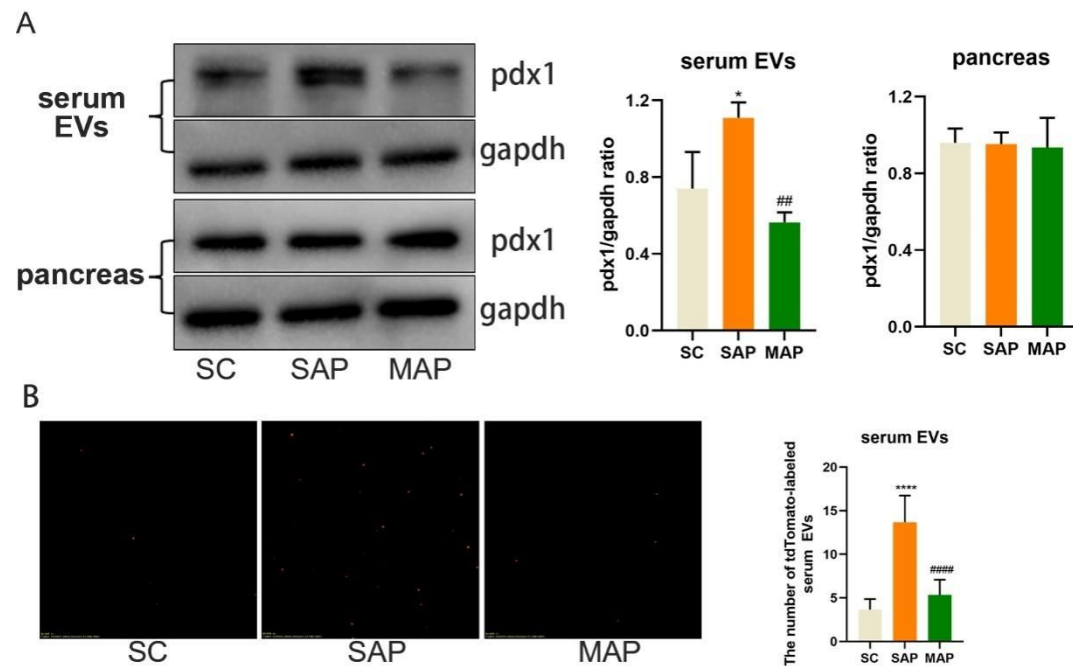 A
serum EVs
pdx1
gapdh
pancreas
pdx1
gapdh
SC SAP MAP
serum EVs
pdx1/gapdh ratio
1.2
0.8
0.4
0.0
*
##
SC SAP MAP
pancreas
pdx1/gapdh ratio
1.2
0.8
0.4
0.0
SC SAP MAP
B
SC SAP MAP
serum EVs
The number of tdTomato-labeled
serum EVs
20
15
10
5
0
****
####
SC SAP MAP